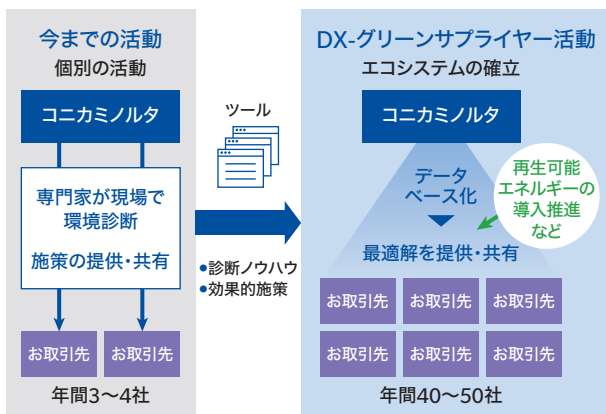 今までの活動
個別の活動
コニカミノルタ
専門家が現場で
環境診断
施策の提供・共有
お取引先
お取引先
年間3〜4社
ツール
●診断ノウハウ
●効果的施策
DX-グリーンサプライヤー活動
エコシステムの確立
コニカミノルタ
データ
ベース化
再生可能
エネルギーの
導入推進
など
最適解を提供・共有
お取引先
お取引先
お取引先
お取引先
お取引先
お取引先
年間40〜50社